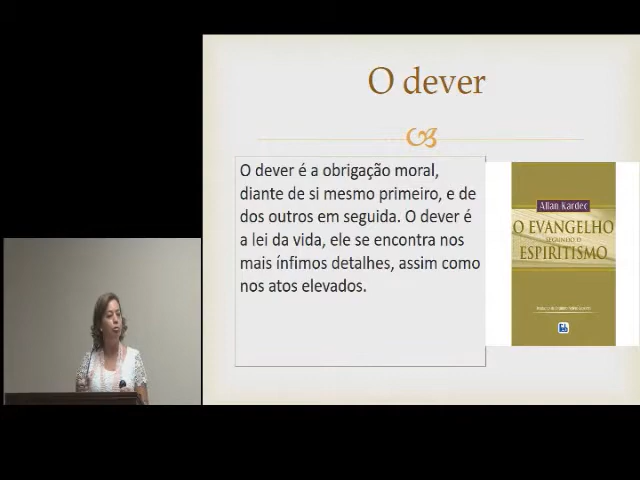 O dever
O dever é a obrigação moral,
diante de si mesmo primeiro, e de
dos outros em seguida. O dever é
a lei da vida, ele se encontra nos
mais ínfimos detalhes, assim como
nos atos elevados.
Allan Kardec
O EVANGELHO
SEGUNDO O
ESPIRITISMO